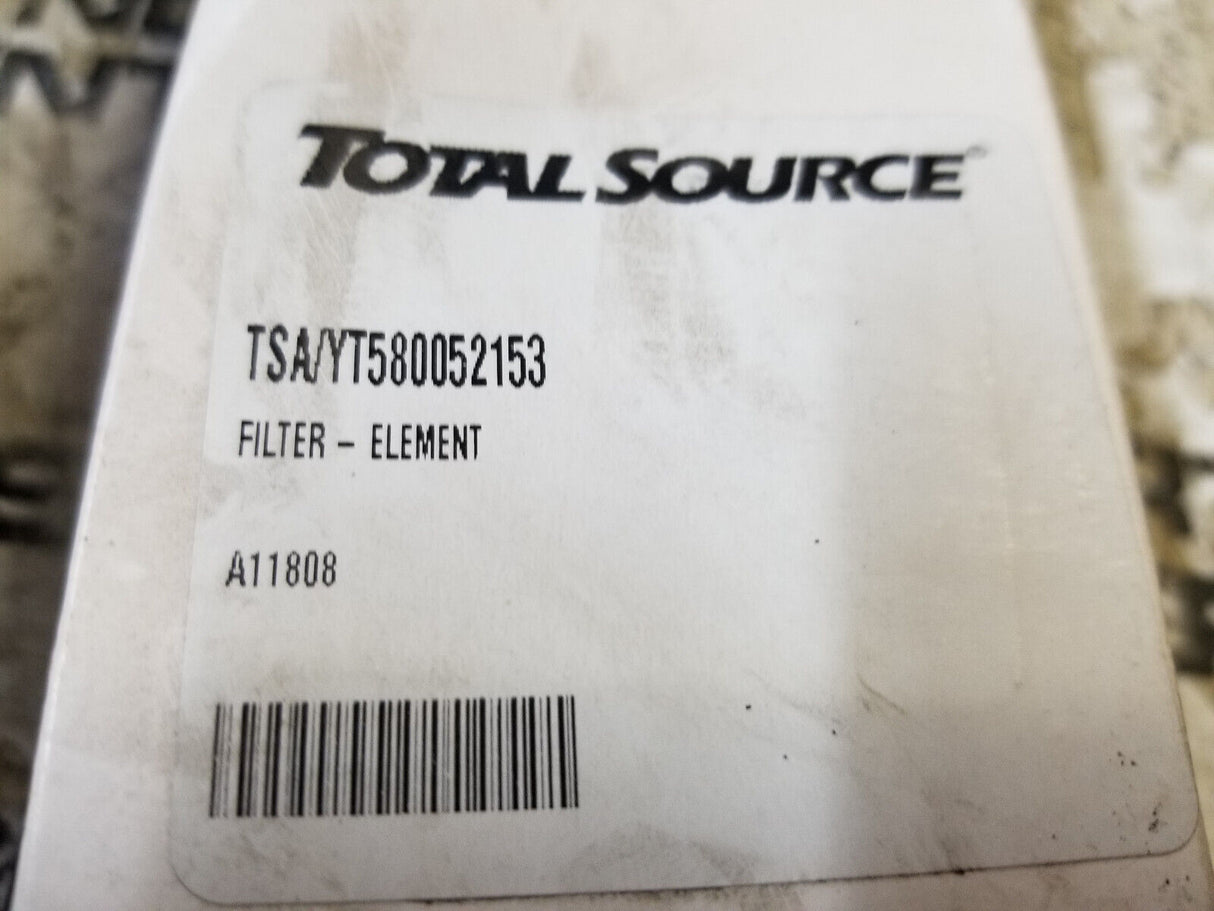 TOTAL SOURCE
TSA/YT580052153
FILTER - ELEMENT
A11808